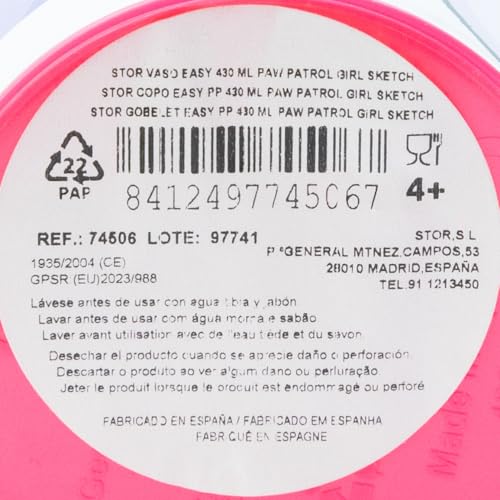 STOR VASO EASY 430 ML PAW PATROL GIRL SKETCH
STOR COPO EASY PP 430 ML PAW PATROL GIRL SKETCH
STOR GOBELET EASY PP 430 ML PAW PATROL GIRL SKETCH
22
PAP
8412497745067
4+
REF.: 74506 LOTE: 97741
STOR,S.L
Pº GENERAL MTNEZ.CAMPOS,53
28010 MADRID,ESPAÑA
TEL.91 1213450
1935/2004 (CE)
GPSR (EU)2023/988
Lávese antes de usar con agua tibia y jabón.
Lavar antes de usar com água morna e sabão.
Laver avant utilisation avec de l'eau tiède et du savon.
Desechar el producto cuando se aprecie daño o perforación.
Descartar o produto ao ver algum dano ou perfuração.
Jeter le produit lorsque le produit est endommagé ou perforé
FABRICADO EN ESPAÑA / FABRICADO EM ESPANHA
FABRIQUÉ EN ESPAGNE
Made